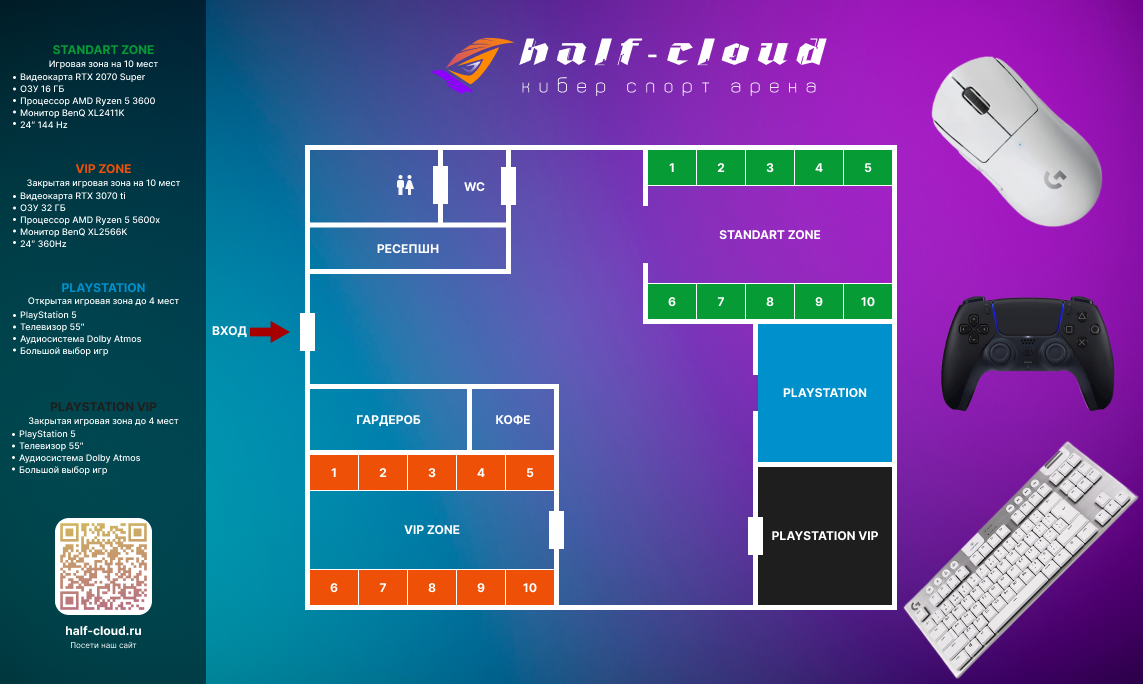 STANDART ZONE
Игровая зона на 10 мест
• Видеокарта RTX 2070 Super
• ОЗУ 16 ГБ
• Процессор AMD Ryzen 5 3600
• Монитор BenQ XL2411K
• 24" 144 Hz
VIP ZONE
Закрытая игровая зона на 10 мест
• Видеокарта RTX 3070 ti
• ОЗУ 32 ГБ
• Процессор AMD Ryzen 5 5600x
• Монитор BenQ XL2566K
• 24" 360Hz
PLAYSTATION
Открытая игровая зона до 4 мест
• PlayStation 5
• Телевизор 55"
• Аудиосистема Dolby Atmos
• Большой выбор игр
PLAYSTATION VIP
Закрытая игровая зона до 4 мест
• PlayStation 5
• Телевизор 55"
• Аудиосистема Dolby Atmos
• Большой выбор игр
half-cloud.ru
Посети наш сайт
half-cloud
кибер спорт арена
WC
РЕСЕПШН
ВХОД
ГАРДЕРОБ
КОФЕ
1 2 3 4 5
VIP ZONE
6 7 8 9 10
1 2 3 4 5
STANDART ZONE
6 7 8 9 10
PLAYSTATION
PLAYSTATION VIP